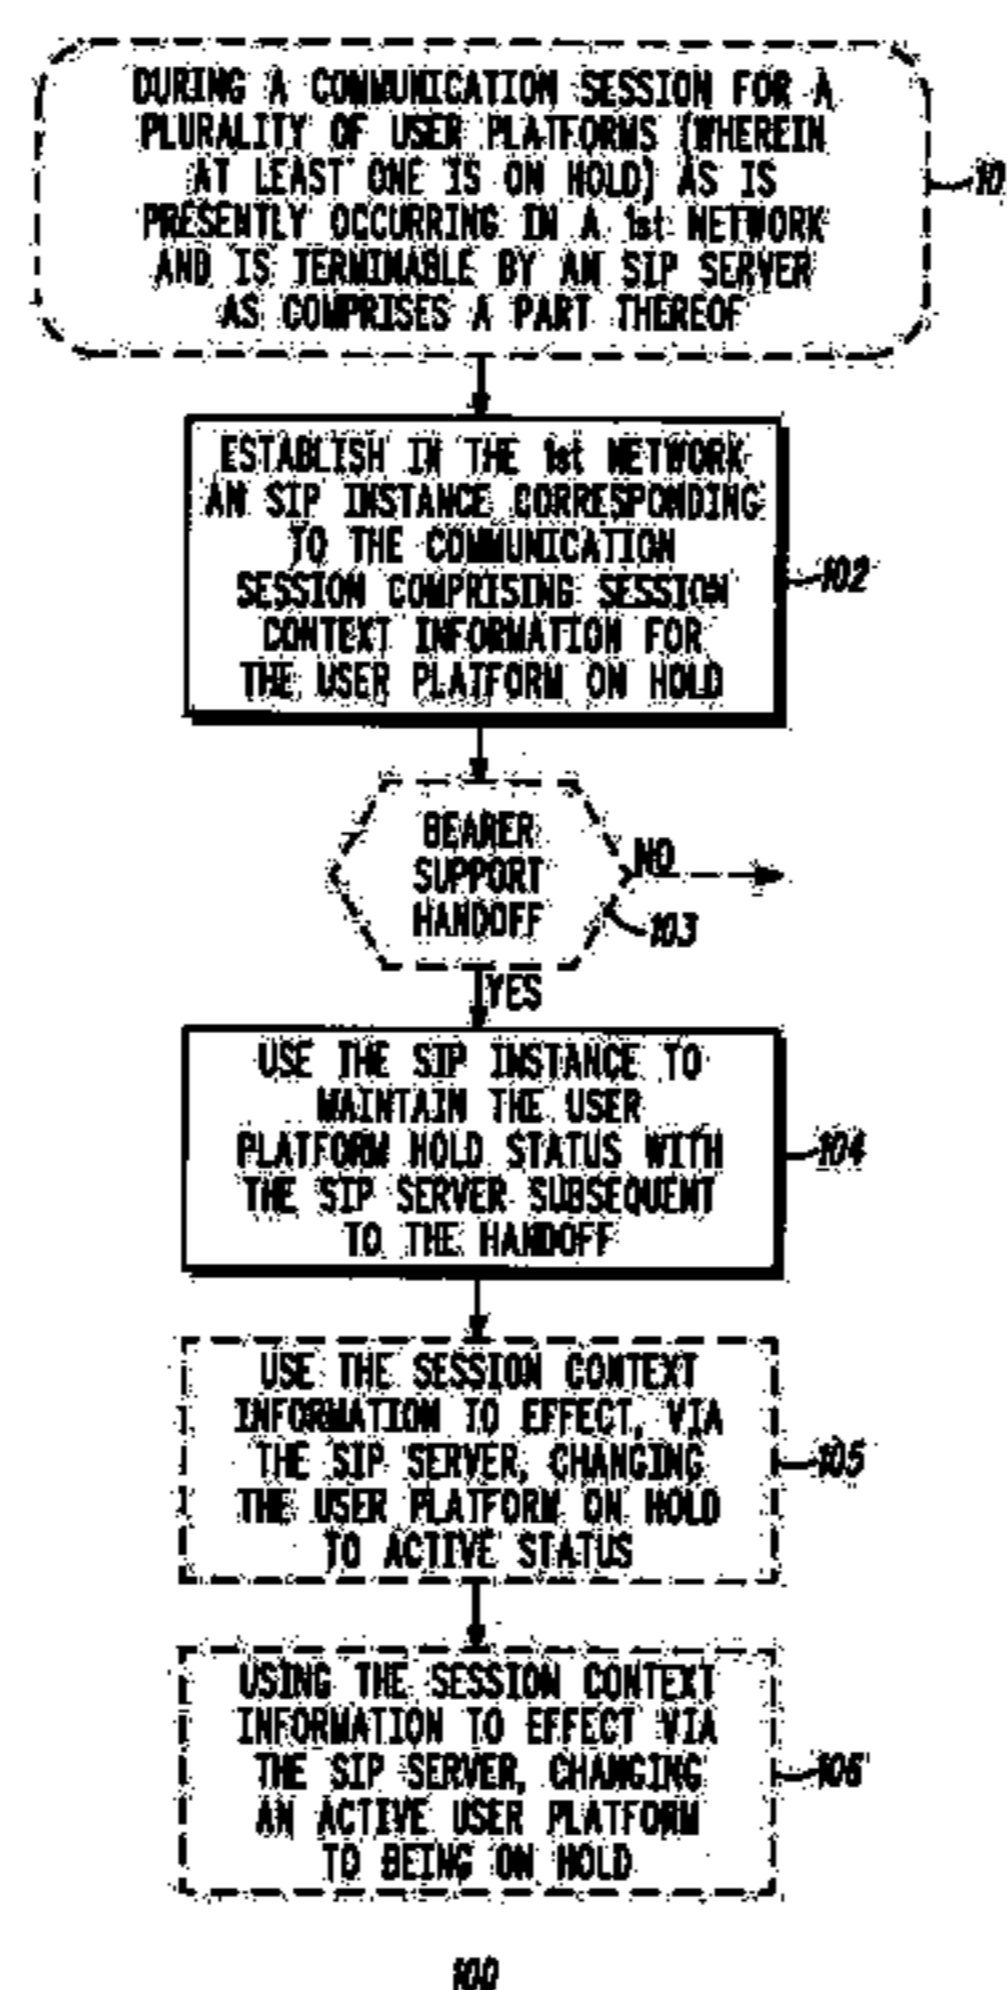 DURING A COMMUNICATION SESSION FOR A
PLURALITY OF USER PLATFORMS (WHEREIN
AT LEAST ONE IS ON HOLD) AS IS
PRESENTLY OCCURRING IN A 1st NETWORK
AND IS TERMINABLE BY AN SIP SERVER
AS COMPRISES A PART THEREOF
10
ESTABLISH IN THE 1st NETWORK
AN SIP INSTANCE CORRESPONDING
TO THE COMMUNICATION
SESSION COMPRISING SESSION
CONTEXT INFORMATION FOR
THE USER PLATFORM ON HOLD
102
BEARER
SUPPORT
HANDOFF
NO
103
YES
USE THE SIP INSTANCE TO
MAINTAIN THE USER
PLATFORM HOLD STATUS WITH
THE SIP SERVER SUBSEQUENT
TO THE HANDOFF
104
USE THE SESSION CONTEXT
INFORMATION TO EFFECT, VIA
THE SIP SERVER, CHANGING
THE USER PLATFORM ON HOLD
TO ACTIVE STATUS
105
USING THE SESSION CONTEXT
INFORMATION TO EFFECT VIA
THE SIP SERVER, CHANGING
AN ACTIVE USER PLATFORM
TO BEING ON HOLD
106
100